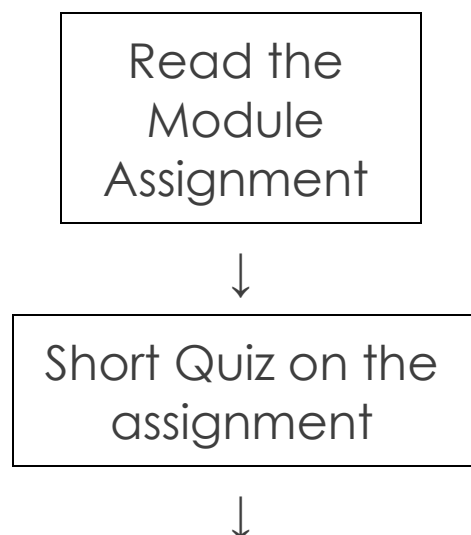 Read the
Module
Assignment
↓
Short Quiz on the
assignment
↓